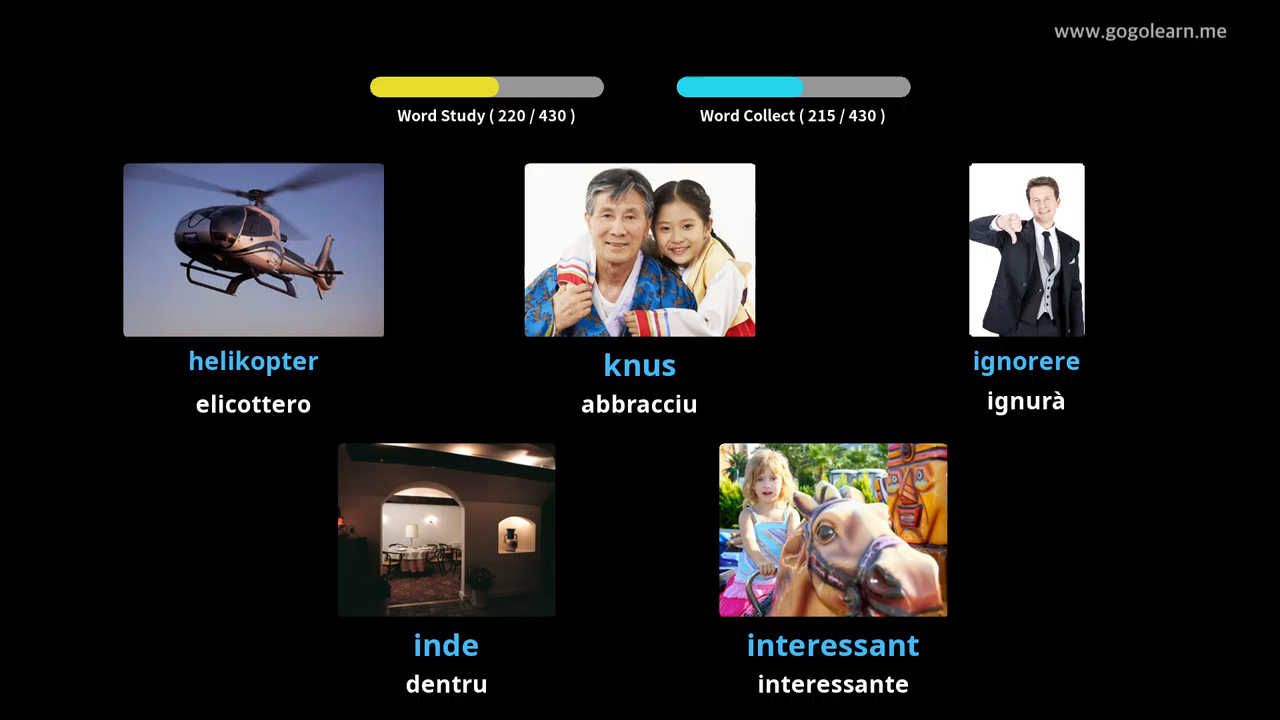 www.gogolearn.me
Word Study ( 220 / 430 )
Word Collect ( 215 / 430 )
helikopter
elicottero
knus
abbracciu
ignorere
ignurà
inde
dentru
interessant
interessante